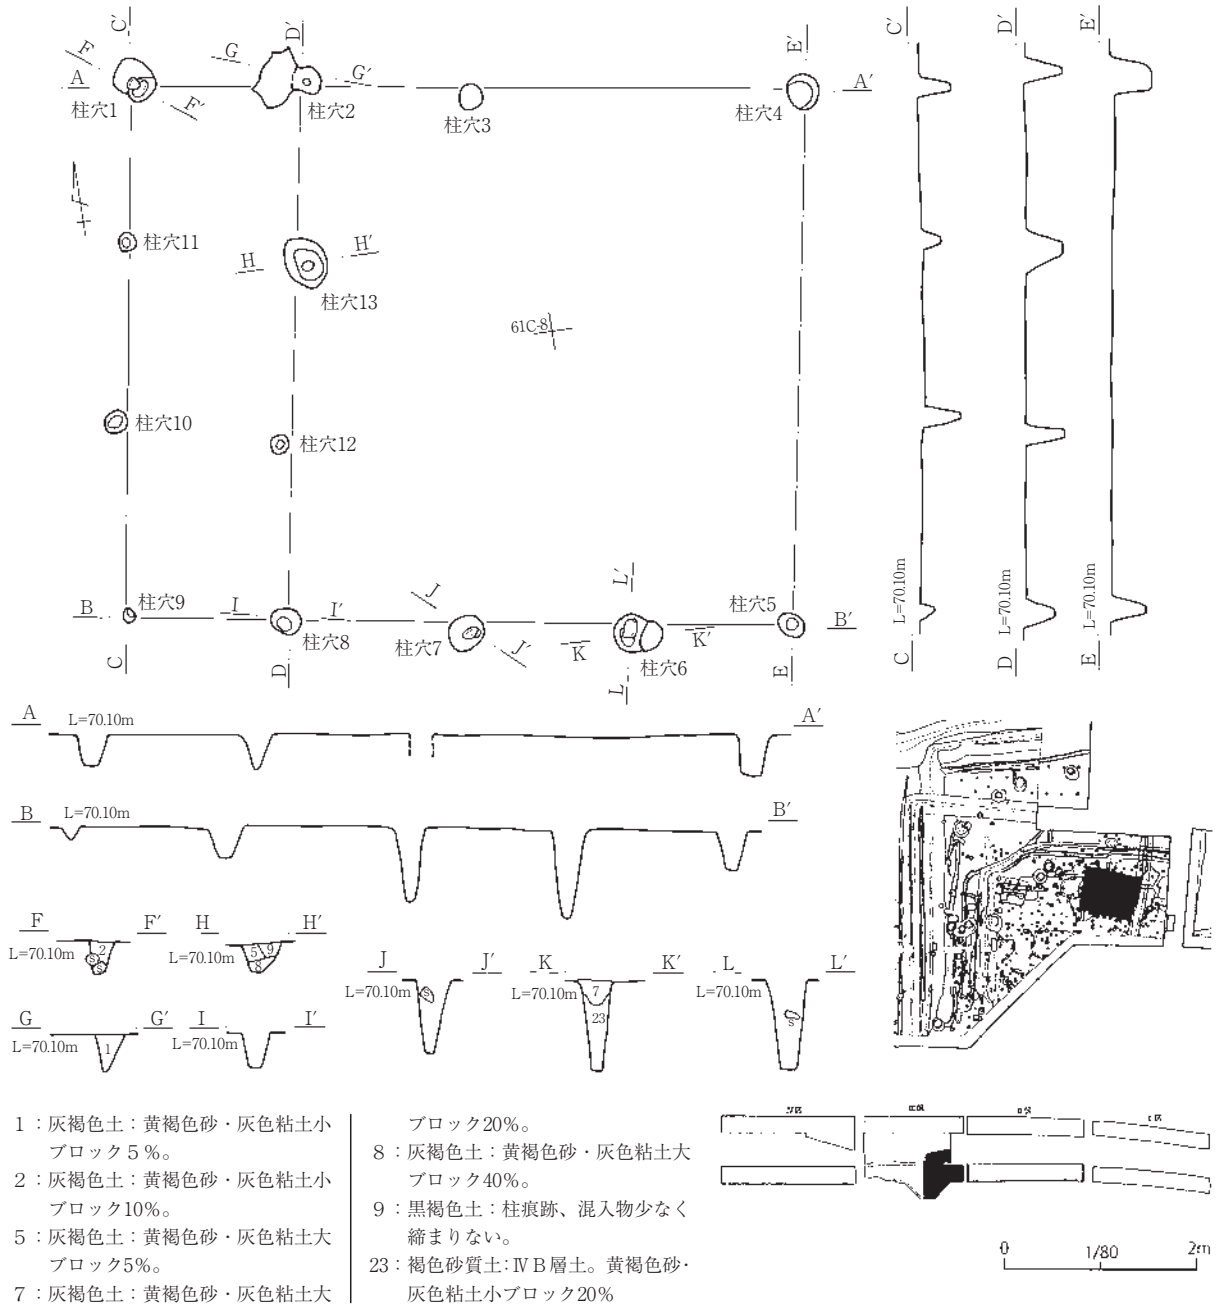 C′
D′
E′
C′
D′
E′
F
A
柱穴1
F′
G
G′
柱穴2
柱穴3
柱穴4
A′
柱穴11
H
H′
柱穴13
61C-8
柱穴10
柱穴12
B
柱穴9
I
I′
柱穴8
J
J′
柱穴7
L′
K
K′
柱穴6
L
柱穴5
B′
C
D
E
L=70.10m
L=70.10m
L=70.10m
C
D
E
A
L=70.10m
A′
B
L=70.10m
B′
F
F′
L=70.10m
2
S
S
H
H′
L=70.10m
5
9
8
G
G′
L=70.10m
1
I
I′
L=70.10m
J
J′
L=70.10m
S
K
K′
L=70.10m
7
23
L
L′
L=70.10m
S
1：灰褐色土：黄褐色砂・灰色粘土小
ブロック５%。
2：灰褐色土：黄褐色砂・灰色粘土小
ブロック10%。
5：灰褐色土：黄褐色砂・灰色粘土大
ブロック5%。
7：灰褐色土：黄褐色砂・灰色粘土大
ブロック20%。
8：灰褐色土：黄褐色砂・灰色粘土大
ブロック40%。
9：黒褐色土：柱痕跡、混入物少なく
締まりない。
23：褐色砂質土：ⅣＢ層土。黄褐色砂・
灰色粘土小ブロック20%
0
1/80
2m